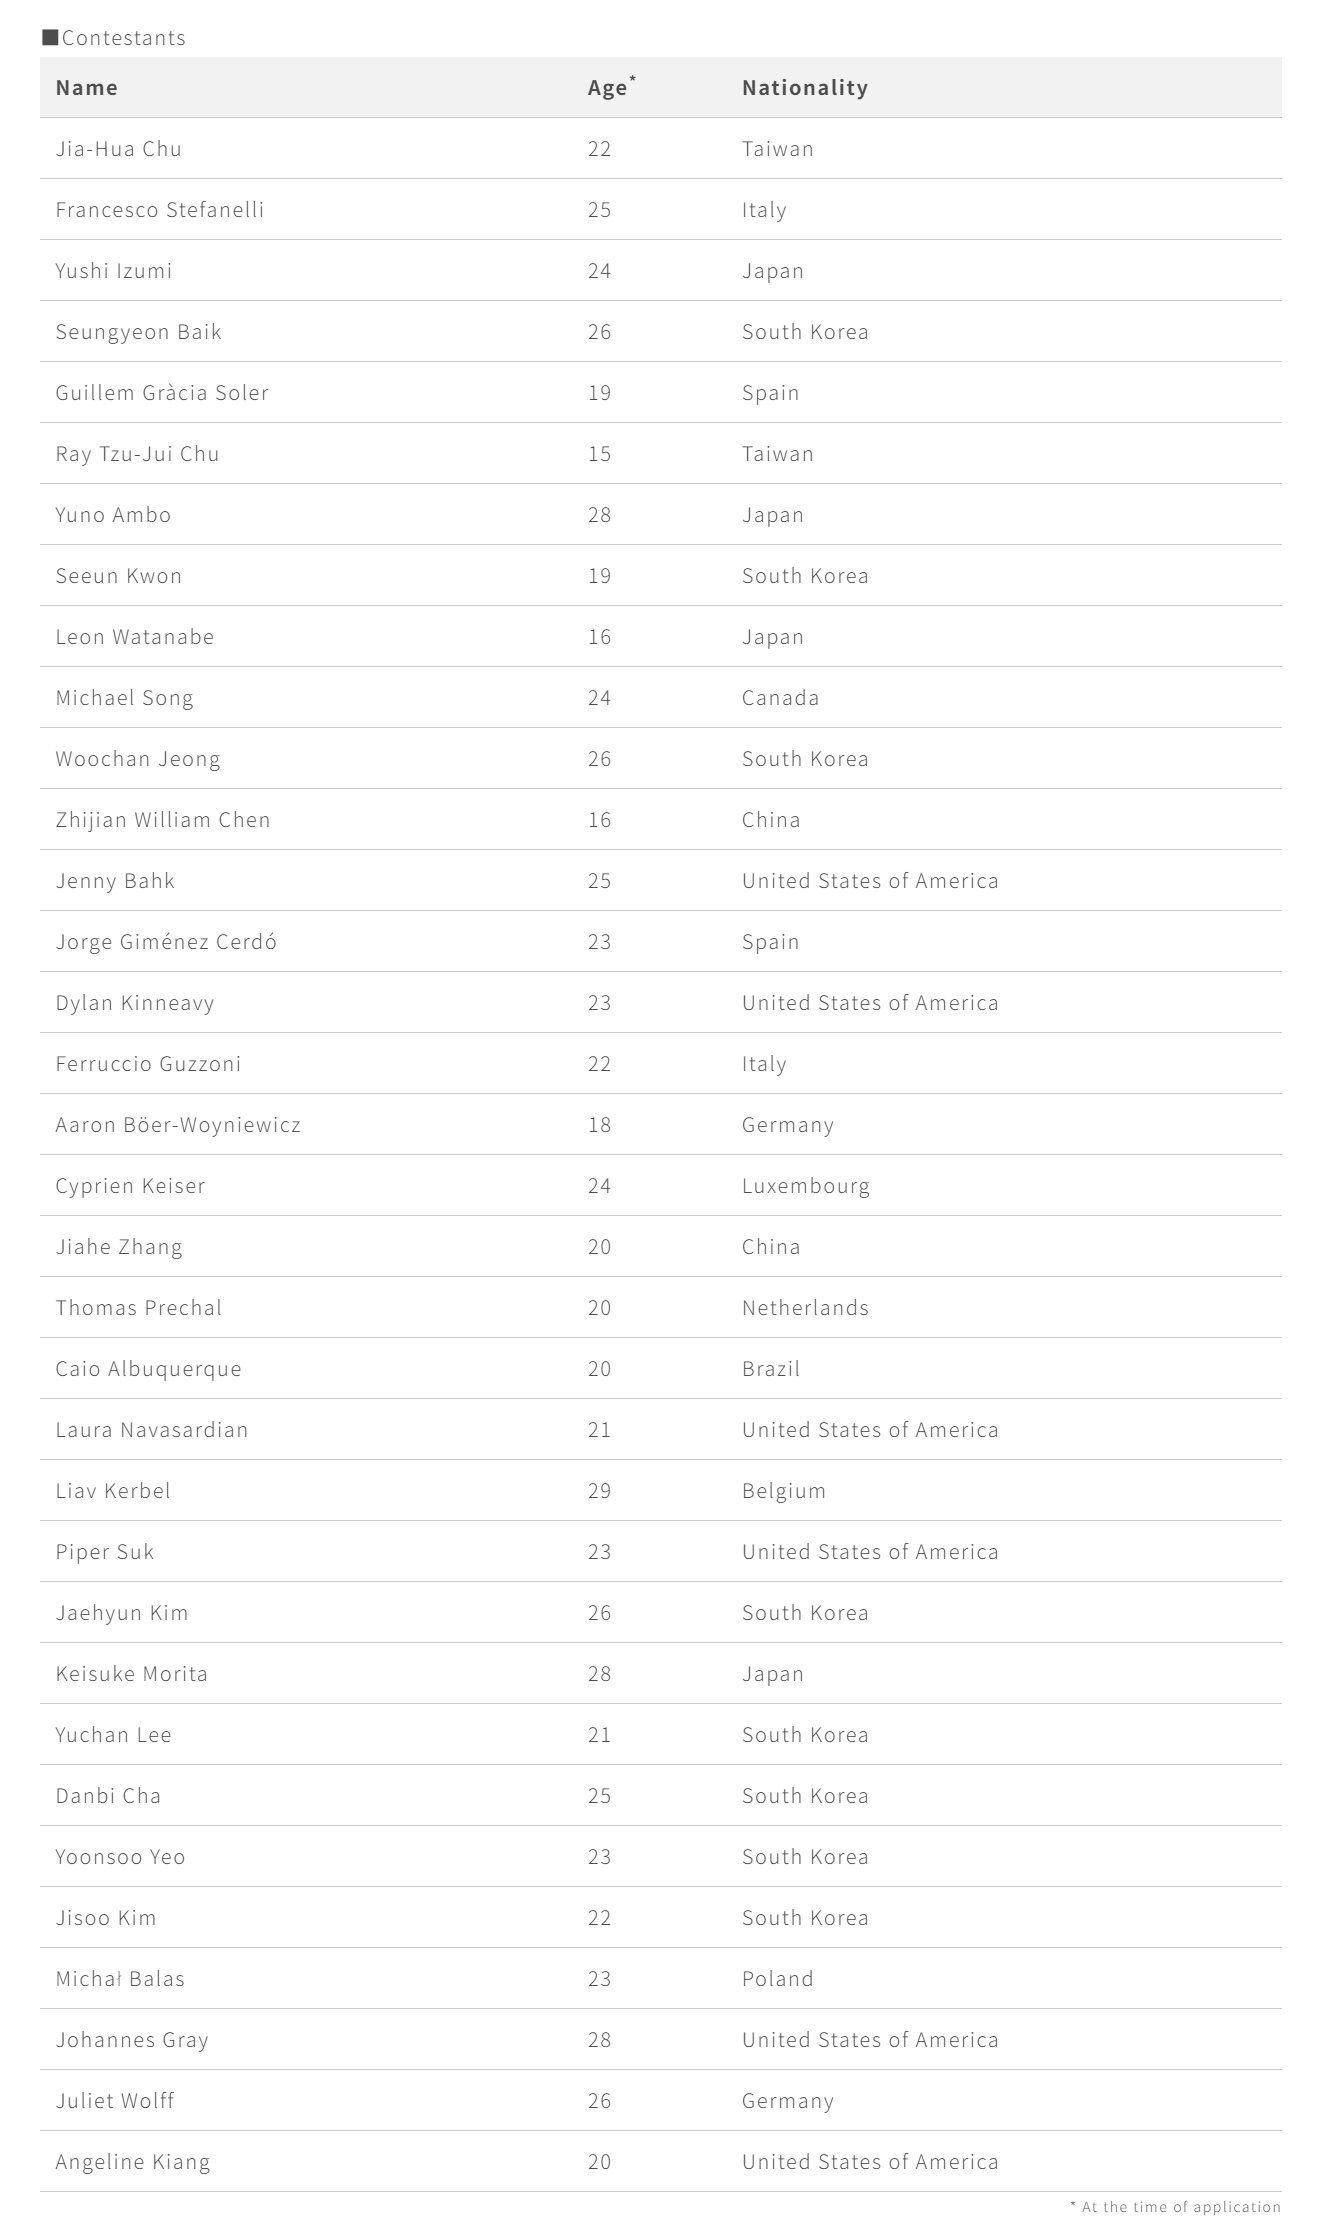 ■Contestants
Name Age* Nationality
Jia-Hua Chu 22 Taiwan
Francesco Stefanelli 25 Italy
Yushi Izumi 24 Japan
Seungyeon Baik 26 South Korea
Guillem Gràcia Soler 19 Spain
Ray Tzu-Jui Chu 15 Taiwan
Yuno Ambo 28 Japan
Seeun Kwon 19 South Korea
Leon Watanabe 16 Japan
Michael Song 24 Canada
Woochan Jeong 26 South Korea
Zhijian William Chen 16 China
Jenny Bahk 25 United States of America
Jorge Giménez Cerdó 23 Spain
Dylan Kinneavy 23 United States of America
Ferruccio Guzzoni 22 Italy
Aaron Böer-Woyniewicz 18 Germany
Cyprien Keiser 24 Luxembourg
Jiahe Zhang 20 China
Thomas Prechal 20 Netherlands
Caio Albuquerque 20 Brazil
Laura Navasardian 21 United States of America
Liav Kerbel 29 Belgium
Piper Suk 23 United States of America
Jaehyun Kim 26 South Korea
Keisuke Morita 28 Japan
Yuchan Lee 21 South Korea
Danbi Cha 25 South Korea
Yoonsoo Yeo 23 South Korea
Jisoo Kim 22 South Korea
Michał Balas 23 Poland
Johannes Gray 28 United States of America
Juliet Wolff 26 Germany
Angeline Kiang 20 United States of America
* At the time of application